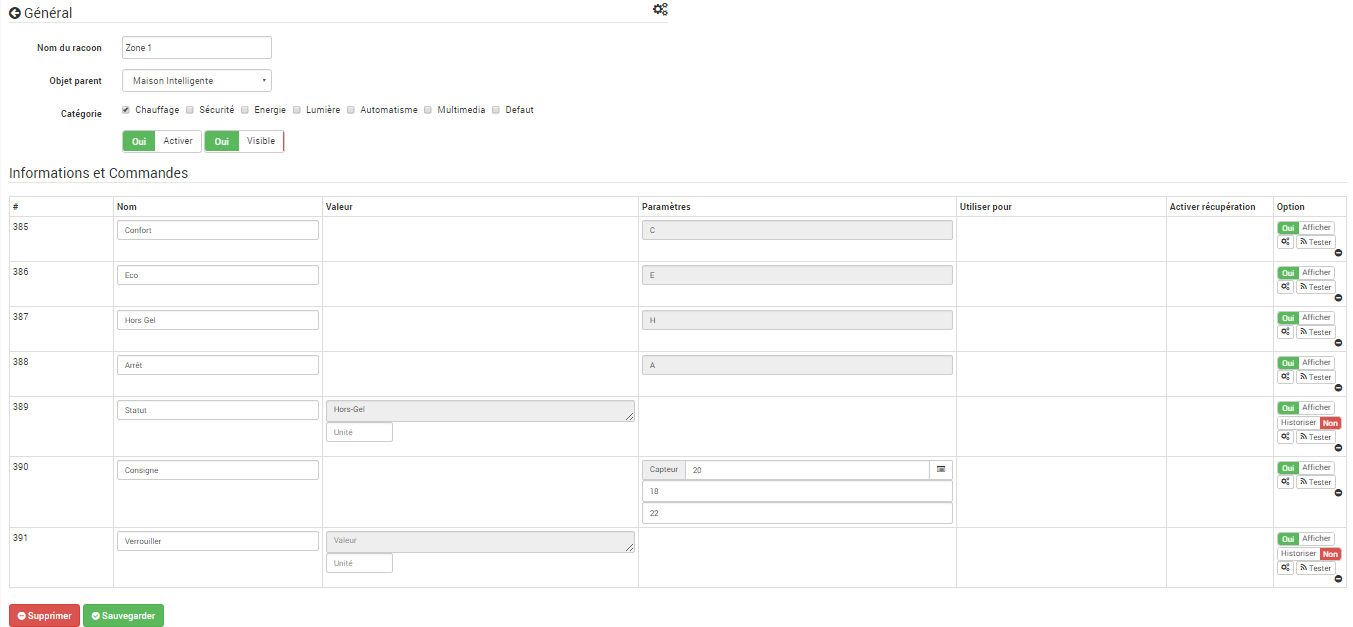 Général
Nom du racoon Zone 1
Objet parent Maison Intelligente
Catégorie Chauffage Sécurité Energie Lumière Automatisme Multimedia Defaut
Oui Activer Oui Visible
Informations et Commandes
# Nom Valeur Paramètres Utiliser pour Activer récupération Option
385 Confort C Oui Afficher
Tester
386 Eco E Oui Afficher
Tester
387 Hors Gel H Oui Afficher
Tester
388 Arrêt A Oui Afficher
Tester
389 Statut Hors-Gel Oui Afficher
Historiser Non
Unité Tester
390 Consigne Capteur 20 Oui Afficher
Tester
18
22
391 Verrouiller Valeur Oui Afficher
Historiser Non
Unité Tester
Supprimer Sauvegarder